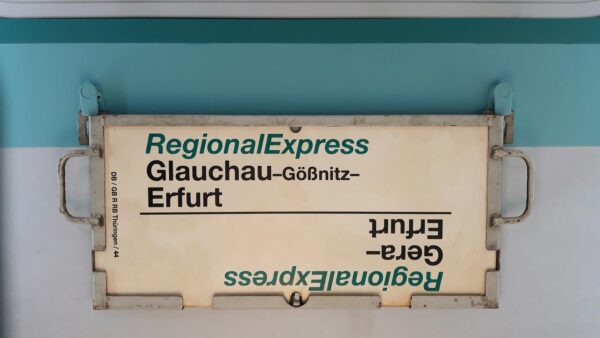 RegionalExpress
Glauchau–Gößnitz–
Erfurt
DB / GB R RB Thüringen / 44
RegionalExpress
Gera–
Erfurt